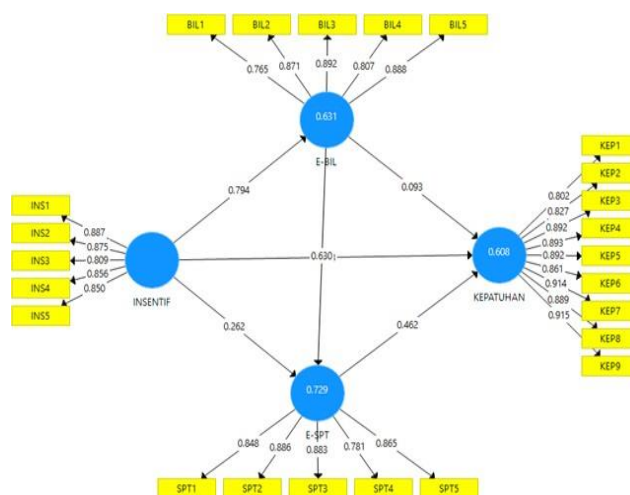 BIL1 BIL2 BIL3 BIL4 BIL5
0.765 0.871 0.892 0.807 0.888
0.631
E-BIL
0.794
0.093
INS1
INS2
INS3
INS4
INS5
0.887
0.875
0.809
0.856
0.850
INSENTIF
0.630
0.262
0.462
0.608
KEPATUHAN
0.802
0.827
0.892
0.893
0.892
0.861
0.914
0.889
0.915
KEP1
KEP2
KEP3
KEP4
KEP5
KEP6
KEP7
KEP8
KEP9
0.729
E-SPT
0.848 0.886 0.883 0.781 0.865
SPT1 SPT2 SPT3 SPT4 SPT5